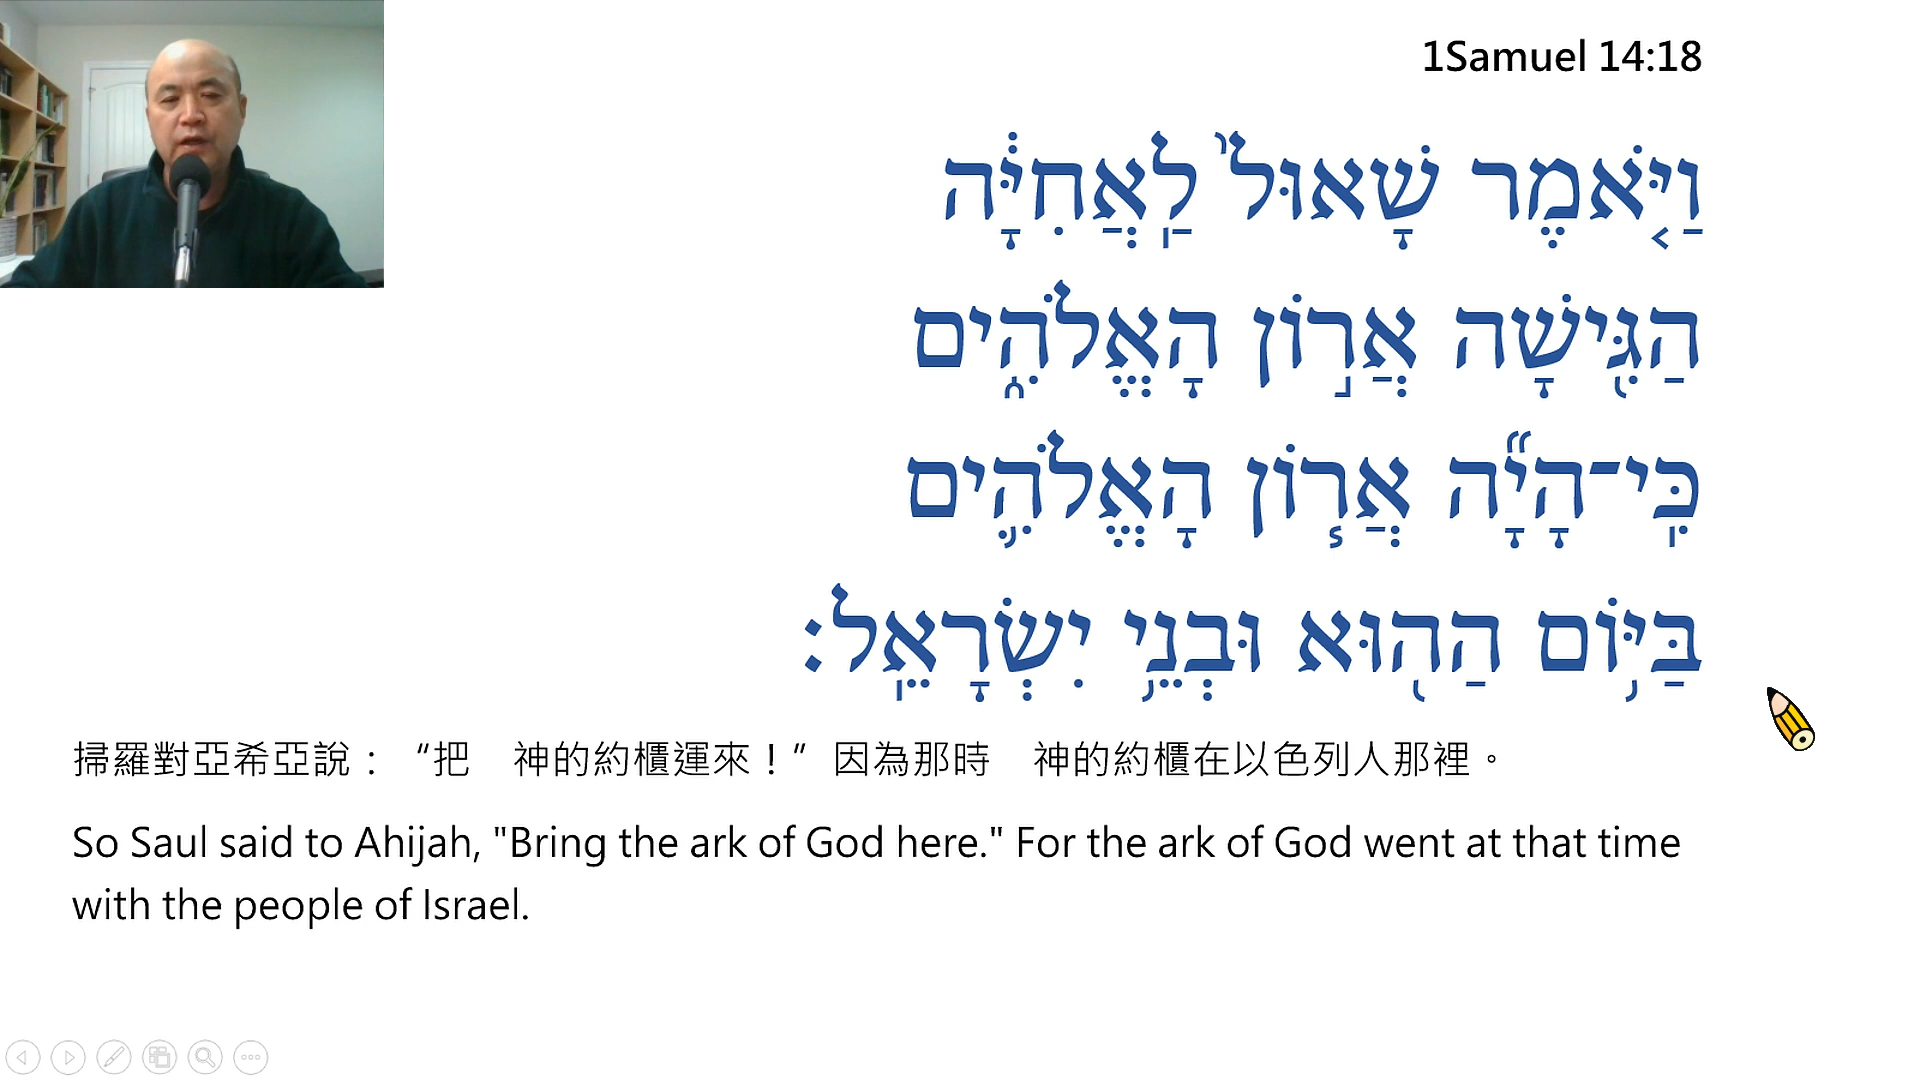 1Samuel 14:18
וַיֹּ֤אמֶר שָׁאוּל֙ לַֽאֲחִיָּ֔ה
הַגִּ֖ישָׁה אֲר֣וֹן הָאֱלֹהִ֑ים
כִּֽי־הָיָ֞ה אֲר֧וֹן הָאֱלֹהִ֛ים
בַּיּ֥וֹם הַה֖וּא וּבְנֵ֥י יִשְׂרָאֵֽל׃
掃羅對亞希亞說：“把　神的約櫃運來！”因為那時　神的約櫃在以色列人那裡。
So Saul said to Ahijah, "Bring the ark of God here." For the ark of God went at that time
with the people of Israel.